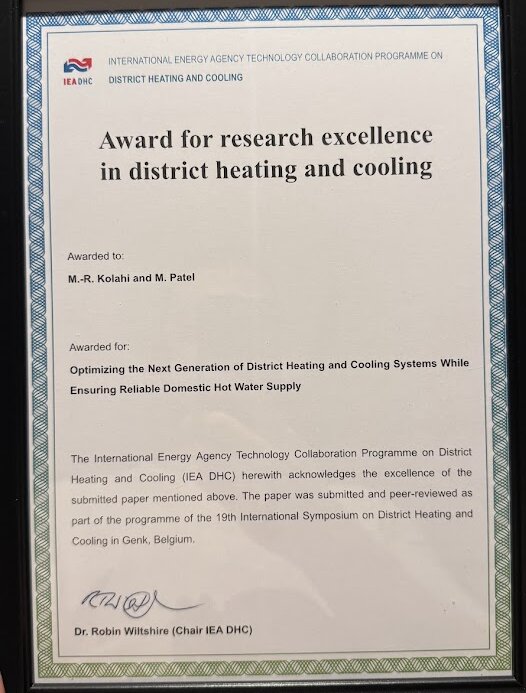 IEA DHC
INTERNATIONAL ENERGY AGENCY TECHNOLOGY COLLABORATION PROGRAMME ON
DISTRICT HEATING AND COOLING
Award for research excellence
in district heating and cooling
Awarded to:
M.-R. Kolahi and M. Patel
Awarded for:
Optimizing the Next Generation of District Heating and Cooling Systems While
Ensuring Reliable Domestic Hot Water Supply
The International Energy Agency Technology Collaboration Programme on District
Heating and Cooling (IEA DHC) herewith acknowledges the excellence of the
submitted paper mentioned above. The paper was submitted and peer-reviewed as
part of the programme of the 19th International Symposium on District Heating and
Cooling in Genk, Belgium.
Dr. Robin Wiltshire (Chair IEA DHC)